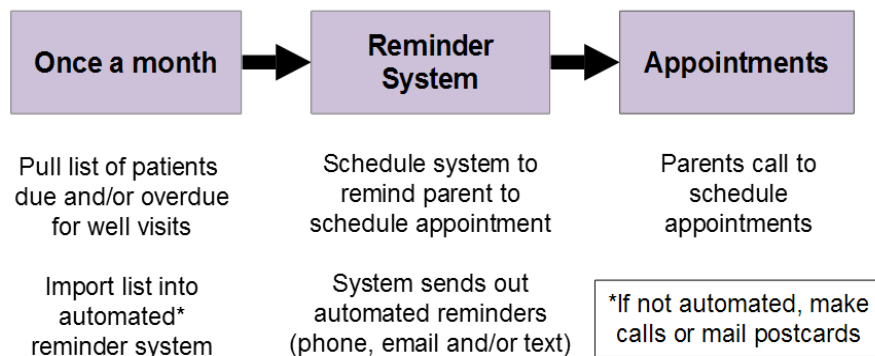 Once a month
Reminder
System
Appointments
Pull list of patients
due and/or overdue
for well visits
Import list into
automated*
reminder system
Schedule system to
remind parent to
schedule appointment
System sends out
automated reminders
(phone, email and/or text)
Parents call to
schedule
appointments
*If not automated, make
calls or mail postcards